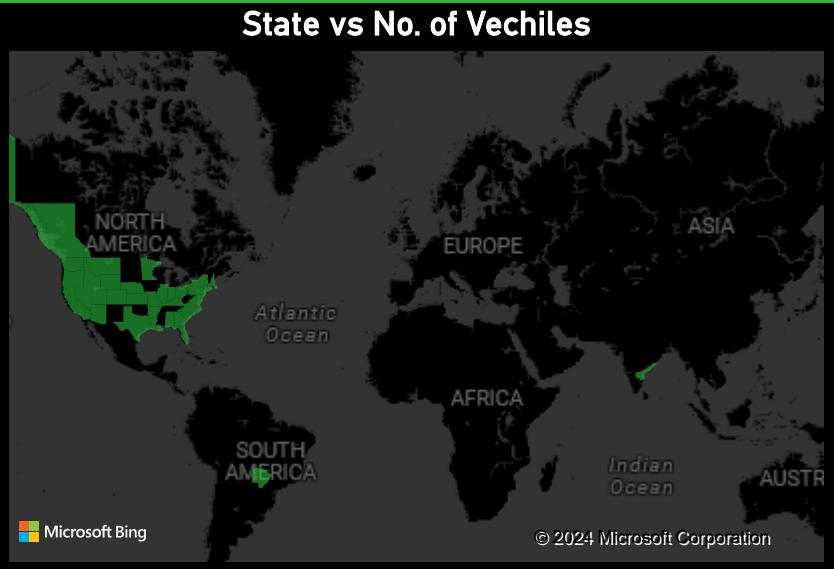 State vs No. of Vechiles
NORTH
AMERICA
EUROPE
ASIA
Atlantic
Ocean
AFRICA
SOUTH
AMERICA
Indian
Ocean
AUSTR
Microsoft Bing
© 2024 Microsoft Corporation